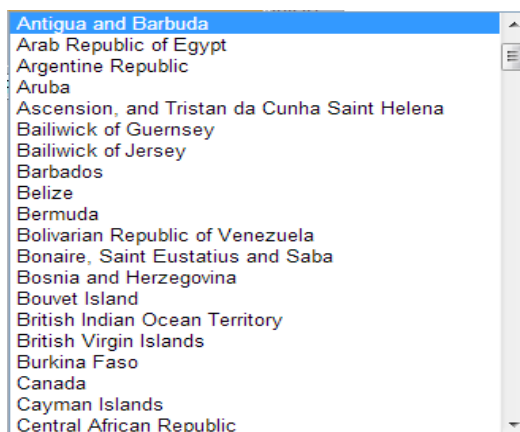 Antigua and Barbuda
Arab Republic of Egypt
Argentine Republic
Aruba
Ascension, and Tristan da Cunha Saint Helena
Bailiwick of Guernsey
Bailiwick of Jersey
Barbados
Belize
Bermuda
Bolivarian Republic of Venezuela
Bonaire, Saint Eustatius and Saba
Bosnia and Herzegovina
Bouvet Island
British Indian Ocean Territory
British Virgin Islands
Burkina Faso
Canada
Cayman Islands
Central African Republic